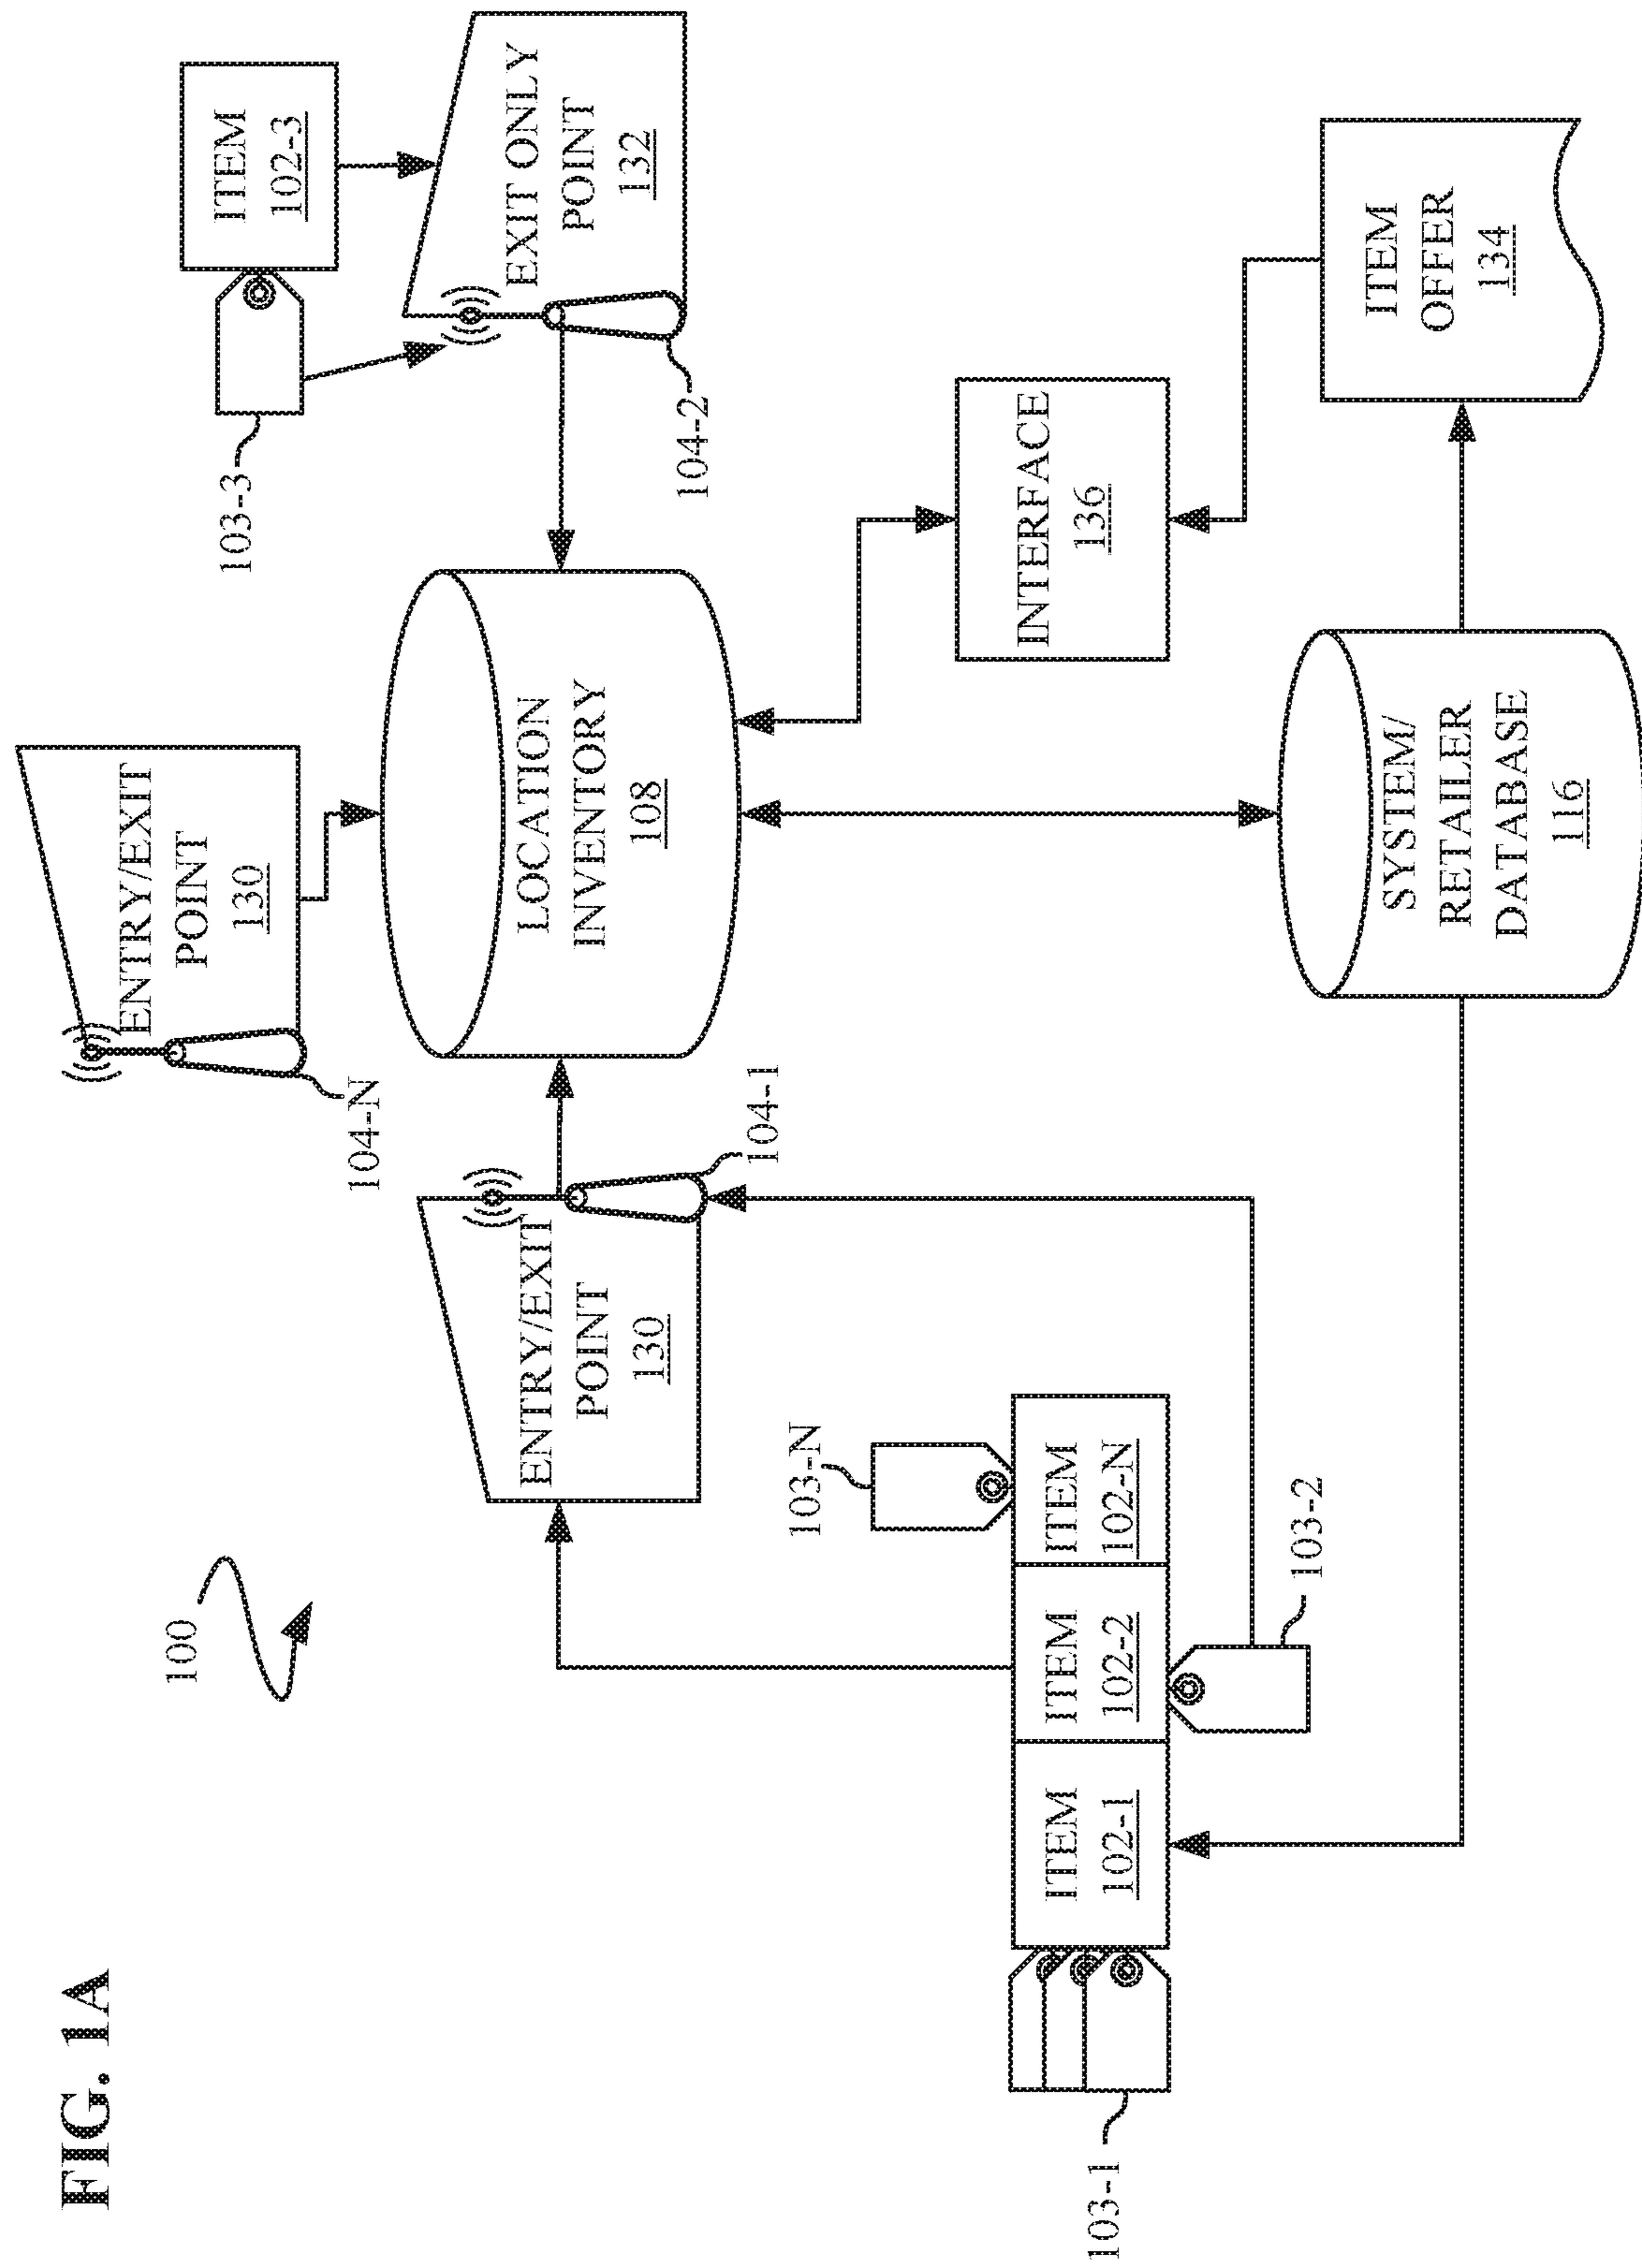 FIG. 1A
100
ENTRY/EXIT
POINT
130
104-N
ITEM
102-3
103-3
EXIT ONLY
POINT
132
104-2
ENTRY/EXIT
POINT
130
104-1
LOCATION
INVENTORY
108
103-N
ITEM
102-1
ITEM
102-2
ITEM
102-N
103-1
103-2
INTERFACE
136
SYSTEM/
RETAILER
DATABASE
116
ITEM
OFFER
134